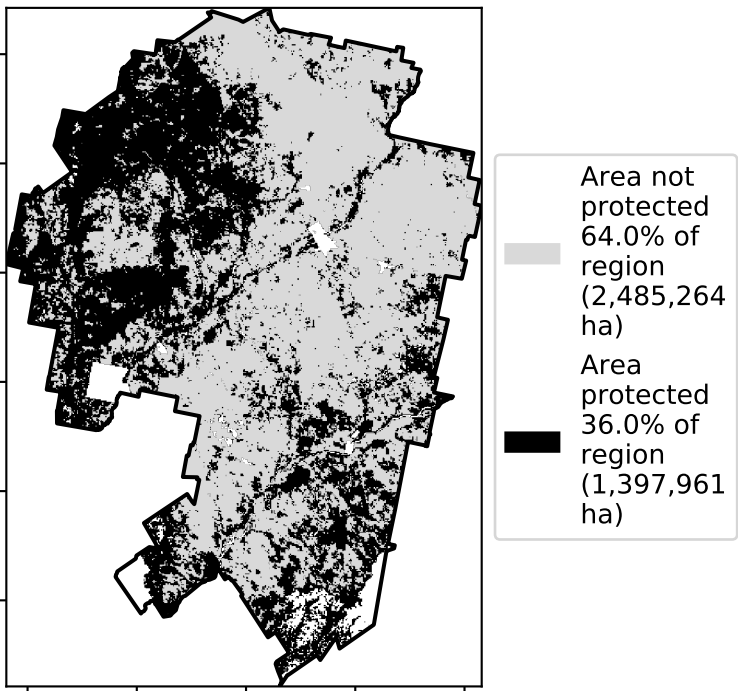 Area not
protected
64.0% of
region
(2,485,264
ha)
Area
protected
36.0% of
region
(1,397,961
ha)